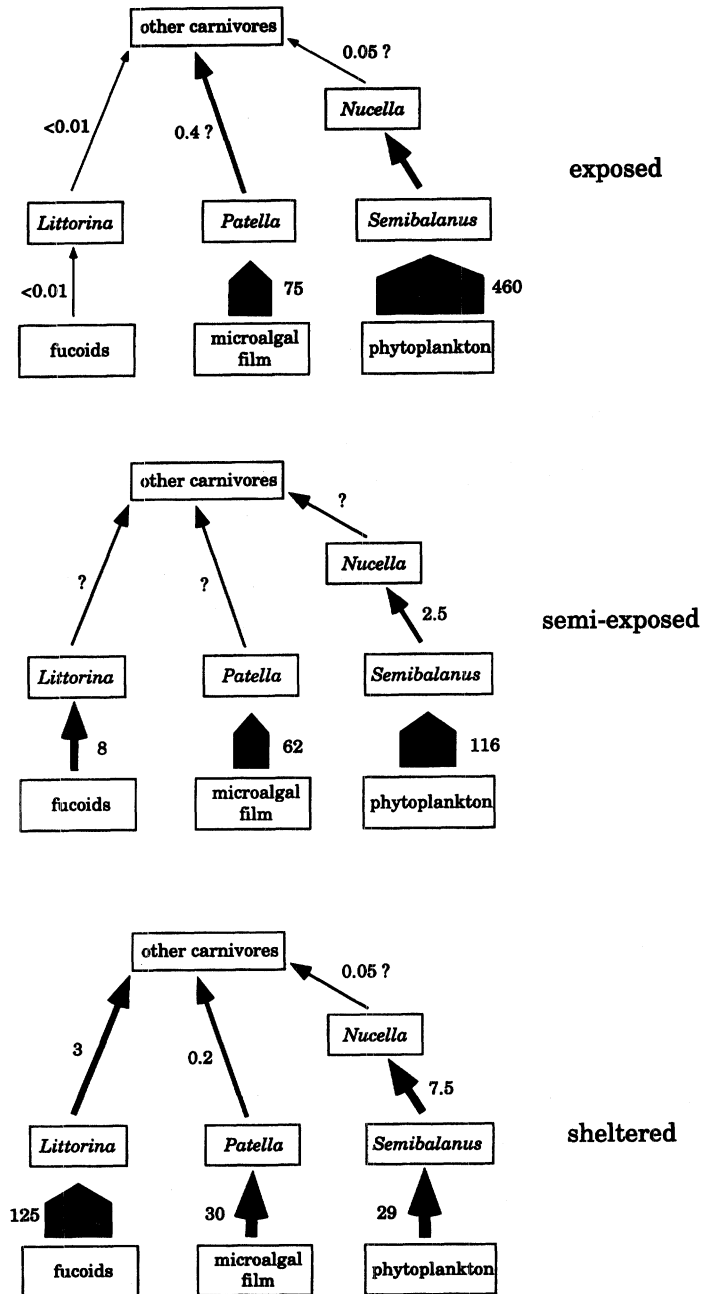 other carnivores
0.05 ?
Nucella
<0.01
0.4 ?
exposed
Littorina
Patella
Semibalanus
<0.01
75
460
fucoids
microalgal
film
phytoplankton
other carnivores
?
Nucella
?
?
2.5
semi-exposed
Littorina
Patella
Semibalanus
8
62
116
fucoids
microalgal
film
phytoplankton
other carnivores
0.05 ?
Nucella
3
0.2
7.5
sheltered
Littorina
Patella
Semibalanus
125
30
29
fucoids
microalgal
film
phytoplankton